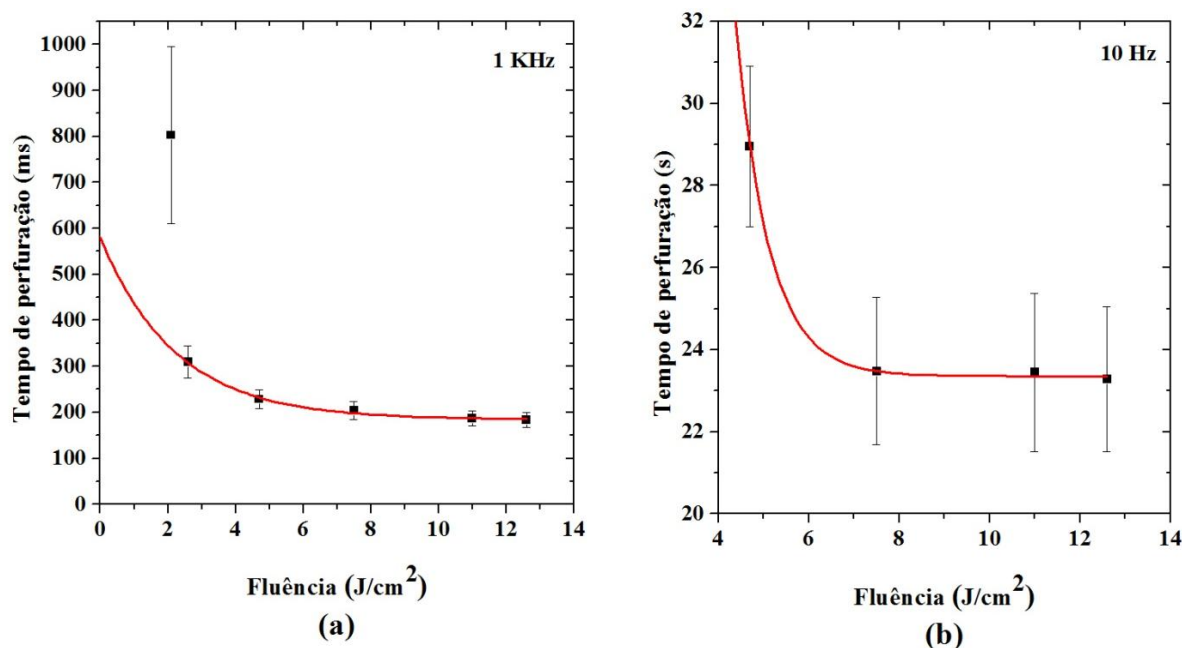 1000
900
800
700
600
500
400
300
200
100
0
Tempo de perfuração (ms)
1 KHz
0 2 4 6 8 10 12 14
Fluência (J/cm²)
(a)
32
30
28
26
24
22
20
Tempo de perfuração (s)
10 Hz
4 6 8 10 12 14
Fluência (J/cm²)
(b)